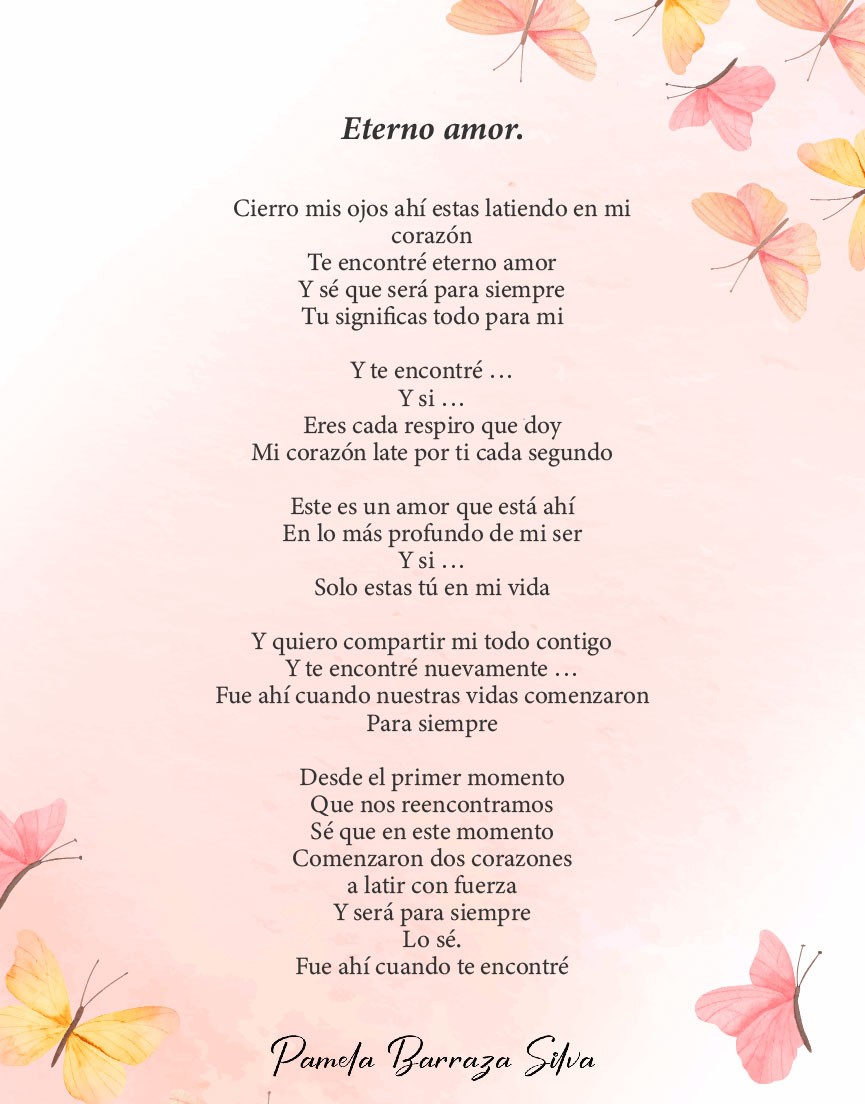 Eterno amor.
Cierro mis ojos ahí estas latiendo en mi
corazón
Te encontré eterno amor
Y sé que será para siempre
Tu significas todo para mi
Y te encontré …
Y si …
Eres cada respiro que doy
Mi corazón late por ti cada segundo
Este es un amor que está ahí
En lo más profundo de mi ser
Y si …
Solo estas tú en mi vida
Y quiero compartir mi todo contigo
Y te encontré nuevamente …
Fue ahí cuando nuestras vidas comenzaron
Para siempre
Desde el primer momento
Que nos reencontramos
Sé que en este momento
Comenzaron dos corazones
a latir con fuerza
Y será para siempre
Lo sé.
Fue ahí cuando te encontré
Pamela Barraza Silva